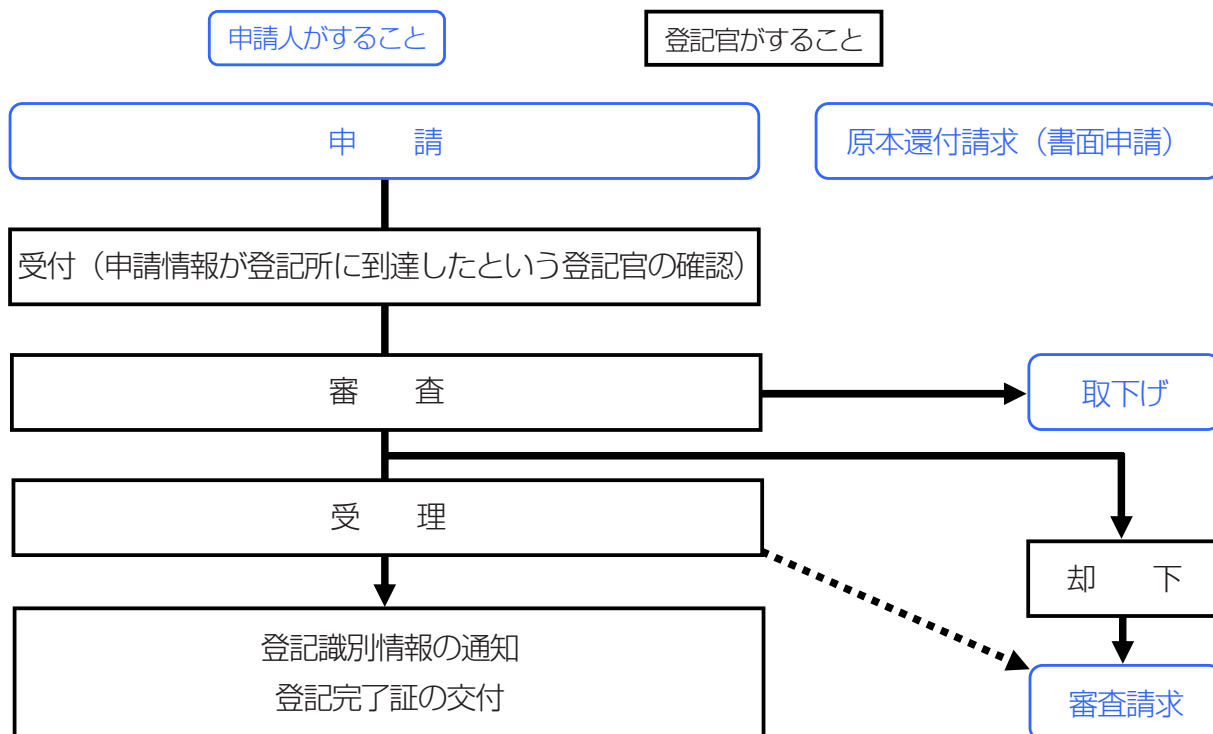 申請人がすること
登記官がすること
申　請
原本還付請求（書面申請）
受付（申請情報が登記所に到達したという登記官の確認）
審　査
取下げ
受　理
却　下
登記識別情報の通知
登記完了証の交付
審査請求